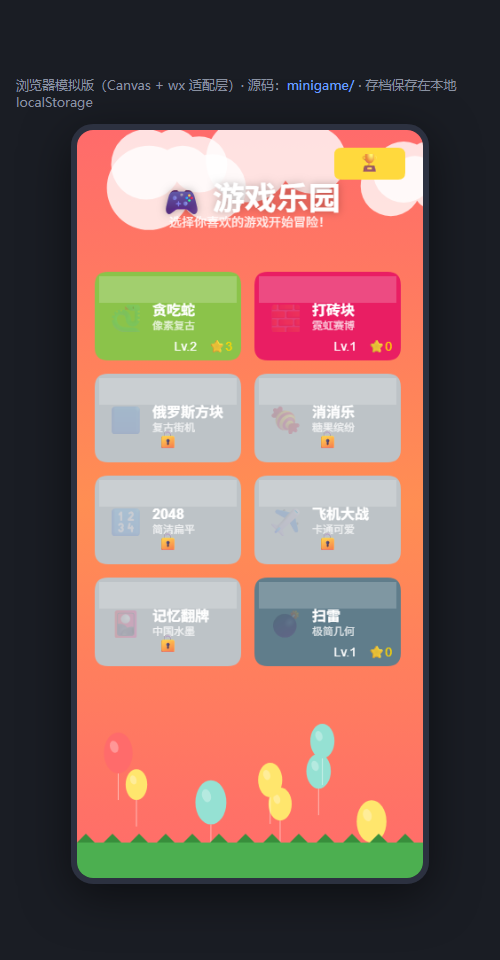 浏览器模拟版（Canvas + wx 适配层）· 源码：minigame/ · 存档保存在本地
localStorage
游戏乐园
选择你喜欢的游戏开始冒险！
贪吃蛇
像素复古
Lv.2 ⭐3
打砖块
霓虹赛博
Lv.1 ⭐0
俄罗斯方块
复古街机
消消乐
糖果缤纷
2048
简洁扁平
飞机大战
卡通可爱
记忆翻牌
中国水墨
扫雷
极简几何
Lv.1 ⭐0